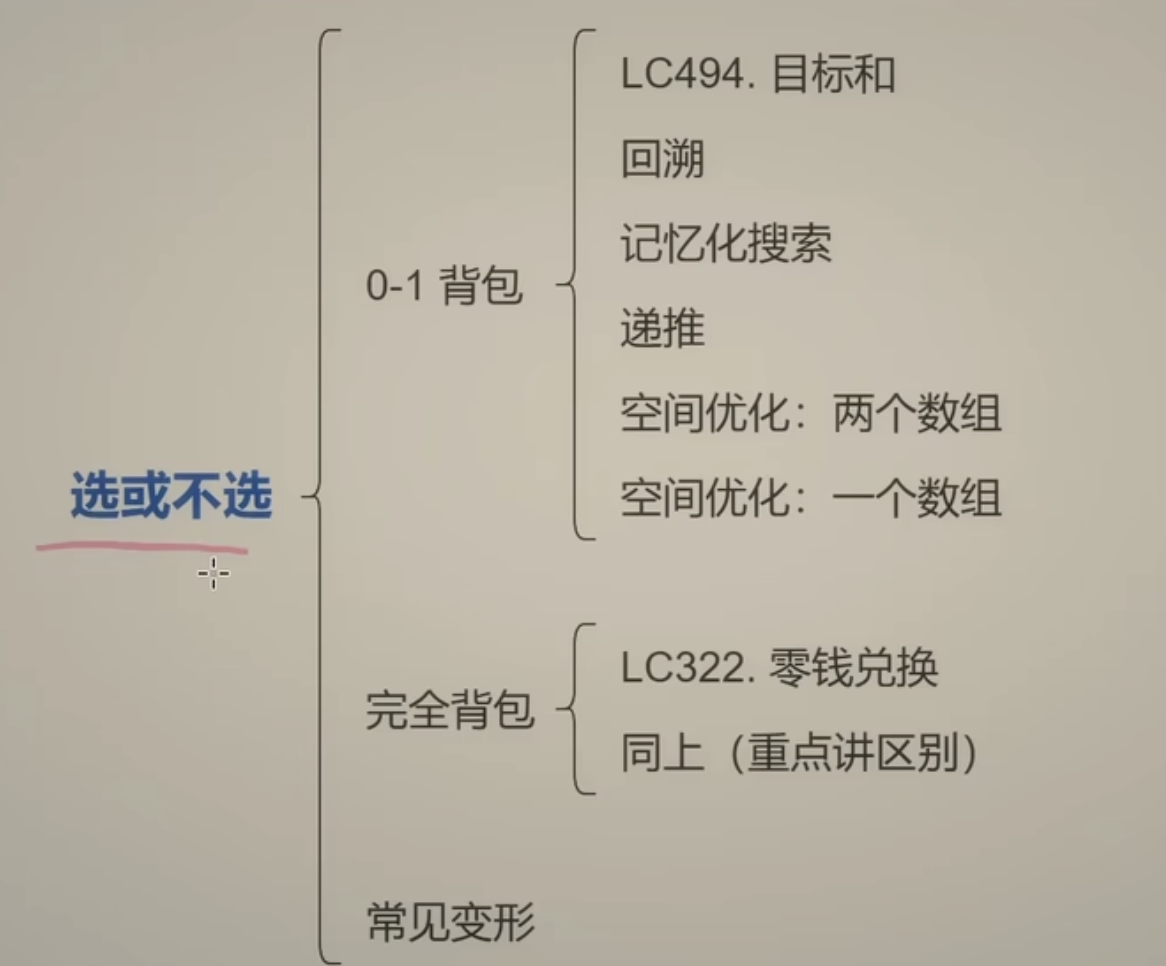 选或不选
0-1 背包
LC494. 目标和
回溯
记忆化搜索
递推
空间优化：两个数组
空间优化：一个数组
完全背包
LC322. 零钱兑换
同上（重点讲区别）
常见变形